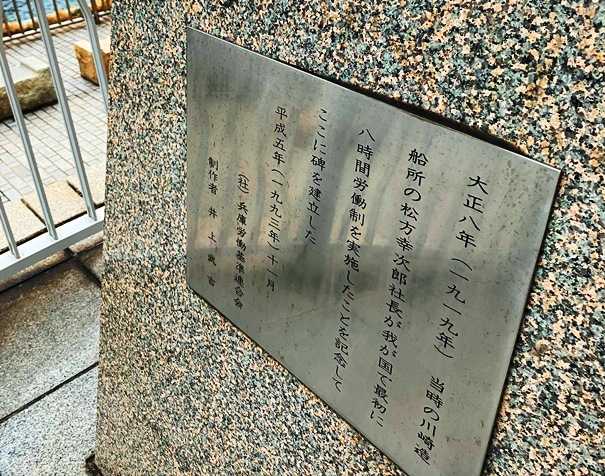 大正八年(一九一九年) 当時の川崎造
船所の松方幸次郎社長が我が国で最初に
八時間労働制を実施したことを記念して
ここに碑を建立した
平成五年(一九九三年)十一月
(社)兵庫労働基準連合会
制作者 井上武吉